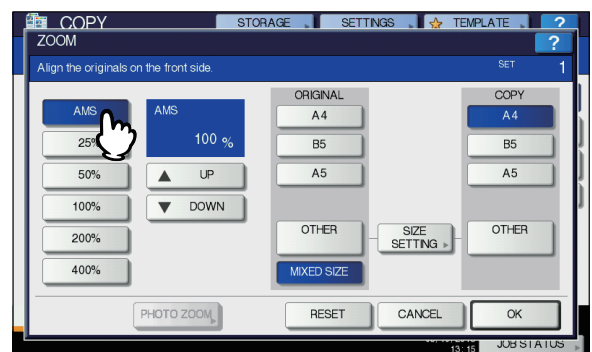 COPY
STORAGE
SETTINGS
TEMPLATE
?
ZOOM
?
Align the originals on the front side.
SET 1
ORIGINAL
COPY
AMS
AMS
100 %
A4
A4
25%
B5
B5
50%
UP
A5
A5
100%
DOWN
200%
OTHER
SIZE
SETTING
OTHER
400%
MIXED SIZE
PHOTO ZOOM
RESET
CANCEL
OK
13:15
JOB STATUS